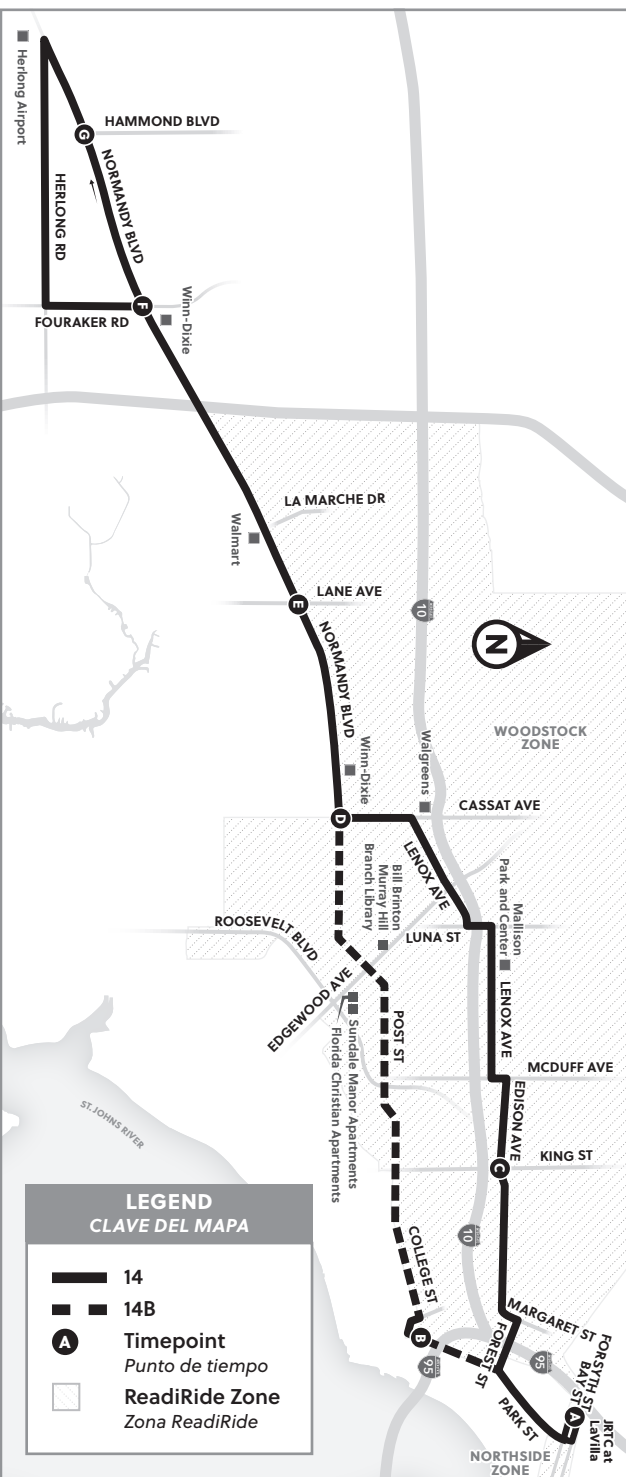 Herlong Airport
HAMMOND BLVD
G
NORMANDY BLVD
HERLONG RD
F
Winn-Dixie
FOURAKER RD
LA MARCHE DR
Walmart
LANE AVE
E
10
N
NORMANDY BLVD
WOODSTOCK
ZONE
Winn-Dixie
Walgreens
CASSAT AVE
D
LENOX AVE
Bill Brinton
Murray Hill
Branch Library
Mallison
Park and Center
LUNA ST
ROOSEVELT BLVD
EDGEWOOD AVE
LENOX AVE
POST ST
Sundale Manor Apartments
Florida Christian Apartments
MCDUFF AVE
EDISON AVE
ST. JOHNS RIVER
KING ST
C
10
COLLEGE ST
MARGARET ST
FOREST ST
B
95
95
FORSYTH ST
BAY ST
A
JRTC at
LaVilla
PARK ST
NORTHSIDE
ZONE
LEGEND
CLAVE DEL MAPA
14
14B
A Timepoint
Punto de tiempo
ReadiRide Zone
Zona ReadiRide